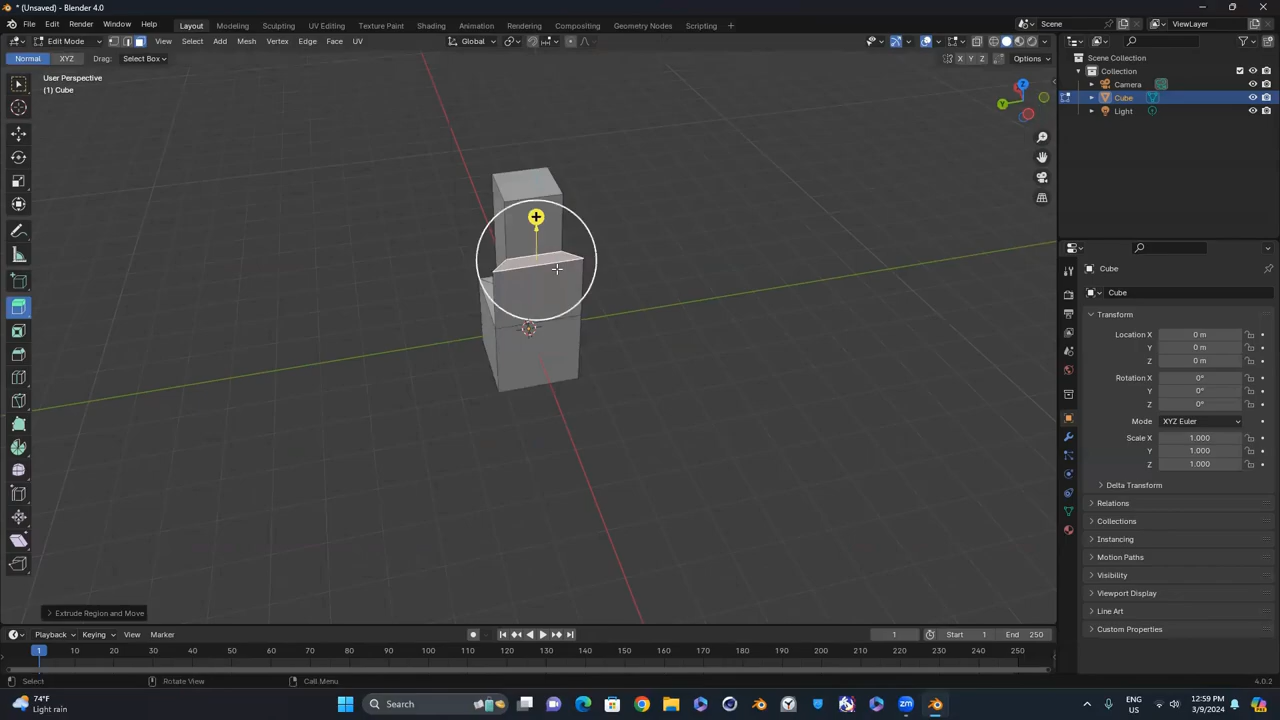 * (Unsaved) - Blender 4.0
File Edit Render Window Help Layout Modeling Sculpting UV Editing Texture Paint Shading Animation Rendering Compositing Geometry Nodes Scripting + Scene ViewLayer
Edit Mode View Select Add Mesh Vertex Edge Face UV Global
Normal XYZ Drag: Select Box X Y Z Options
User Perspective
(1) Cube
Z
Y
Scene Collection
Collection
Camera
Cube
Light
Cube
Cube
Transform
Location X 0 m
Y 0 m
Z 0 m
Rotation X 0°
Y 0°
Z 0°
Mode XYZ Euler
Scale X 1.000
Y 1.000
Z 1.000
Delta Transform
Relations
Collections
Instancing
Motion Paths
Visibility
Viewport Display
Line Art
Custom Properties
Extrude Region and Move
Playback Keying View Marker 1 Start 1 End 250
1 10 20 30 40 50 60 70 80 90 100 110 120 130 140 150 160 170 180 190 200 210 220 230 240 250
Select Rotate View Call Menu 4.0.2
74°F
Light rain
Search
ENG
US
12:59 PM
3/9/2024